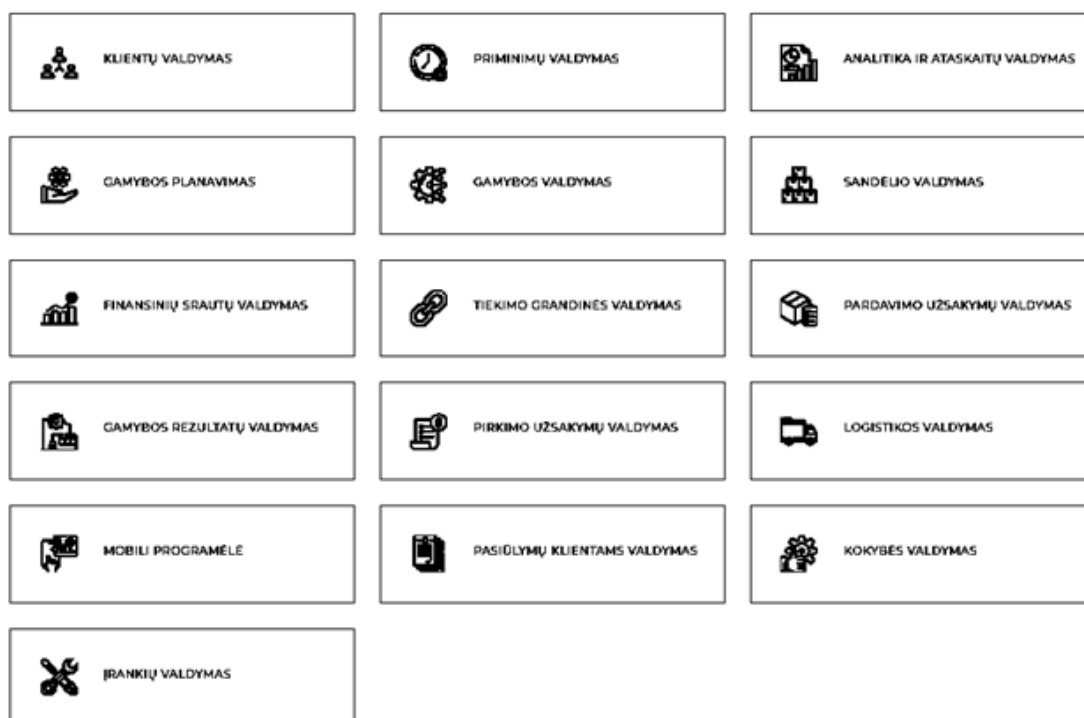 KLIENTŲ VALDYMAS
PRIMINIMŲ VALDYMAS
ANALITIKA IR ATASKAITŲ VALDYMAS
GAMYBOS PLANAVIMAS
GAMYBOS VALDYMAS
SANDĖLIO VALDYMAS
FINANSINIŲ SRAUTŲ VALDYMAS
TIEKIMO GRANDINĖS VALDYMAS
PARDAVIMO UŽSAKYMŲ VALDYMAS
GAMYBOS REZULTATŲ VALDYMAS
PIRKIMO UŽSAKYMŲ VALDYMAS
LOGISTIKOS VALDYMAS
MOBILI PROGRAMĖLĖ
PASIŪLYMŲ KLIENTAMS VALDYMAS
KOKYBĖS VALDYMAS
ĮRANKIŲ VALDYMAS